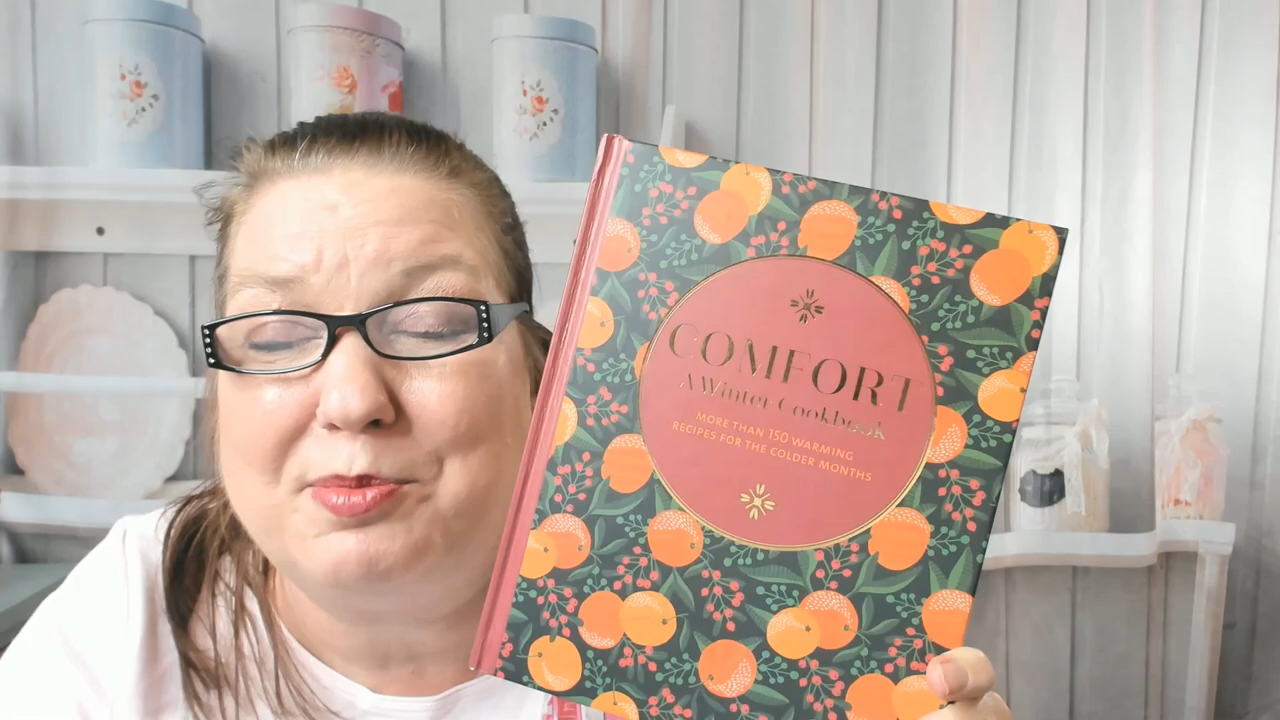 COMFORT
A Winter Cookbook
MORE THAN 150 WARMING
RECIPES FOR THE COLDER MONTHS